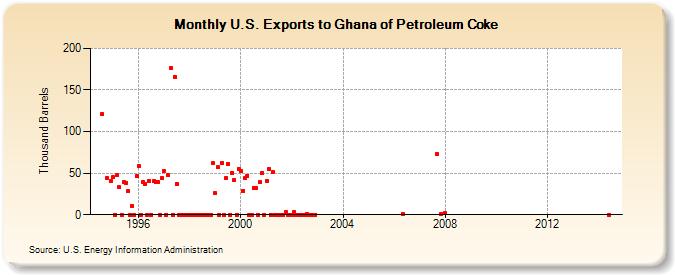 Monthly U.S. Exports to Ghana of Petroleum Coke
Thousand Barrels
200
150
100
50
0
1996 2000 2004 2008 2012
Source: U.S. Energy Information Administration